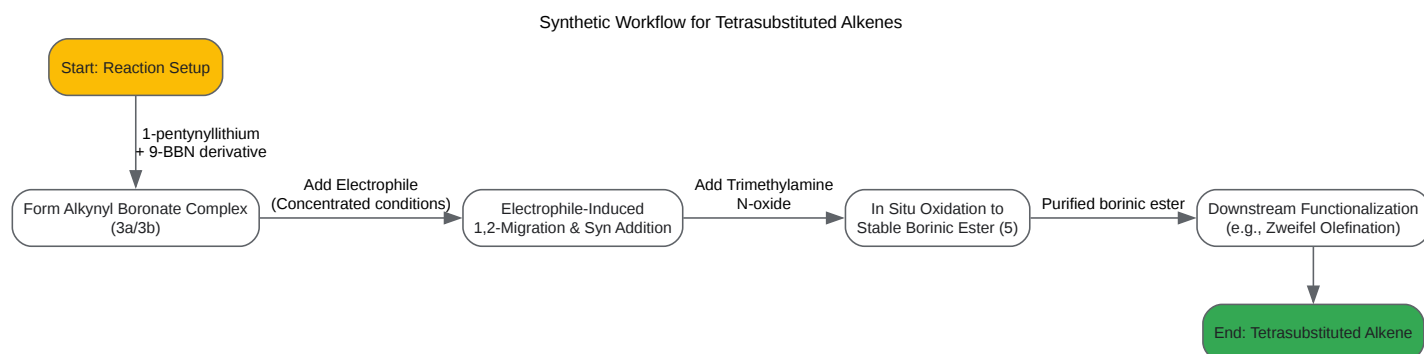 Synthetic Workflow for Tetrasubstituted Alkenes
Start: Reaction Setup
1-pentynyllithium
+ 9-BBN derivative
Form Alkynyl Boronate Complex
(3a/3b)
Add Electrophile
(Concentrated conditions)
Electrophile-Induced
1,2-Migration & Syn Addition
Add Trimethylamine
N-oxide
In Situ Oxidation to
Stable Borinic Ester (5)
Purified borinic ester
Downstream Functionalization
(e.g., Zweifel Olefination)
End: Tetrasubstituted Alkene